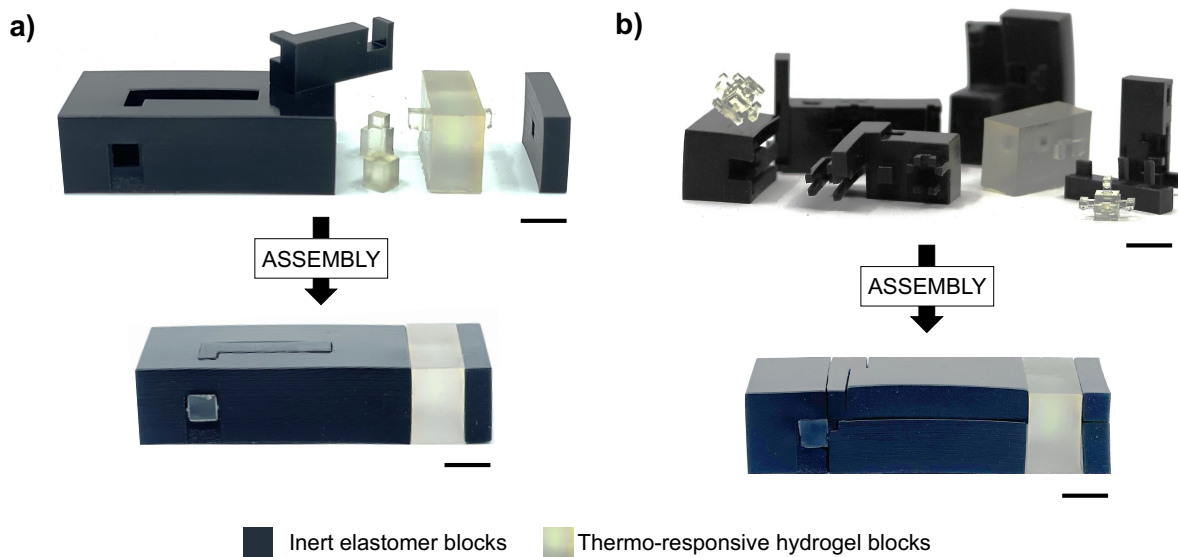 a)
b)
ASSEMBLY
ASSEMBLY
Inert elastomer blocks
Thermo-responsive hydrogel blocks